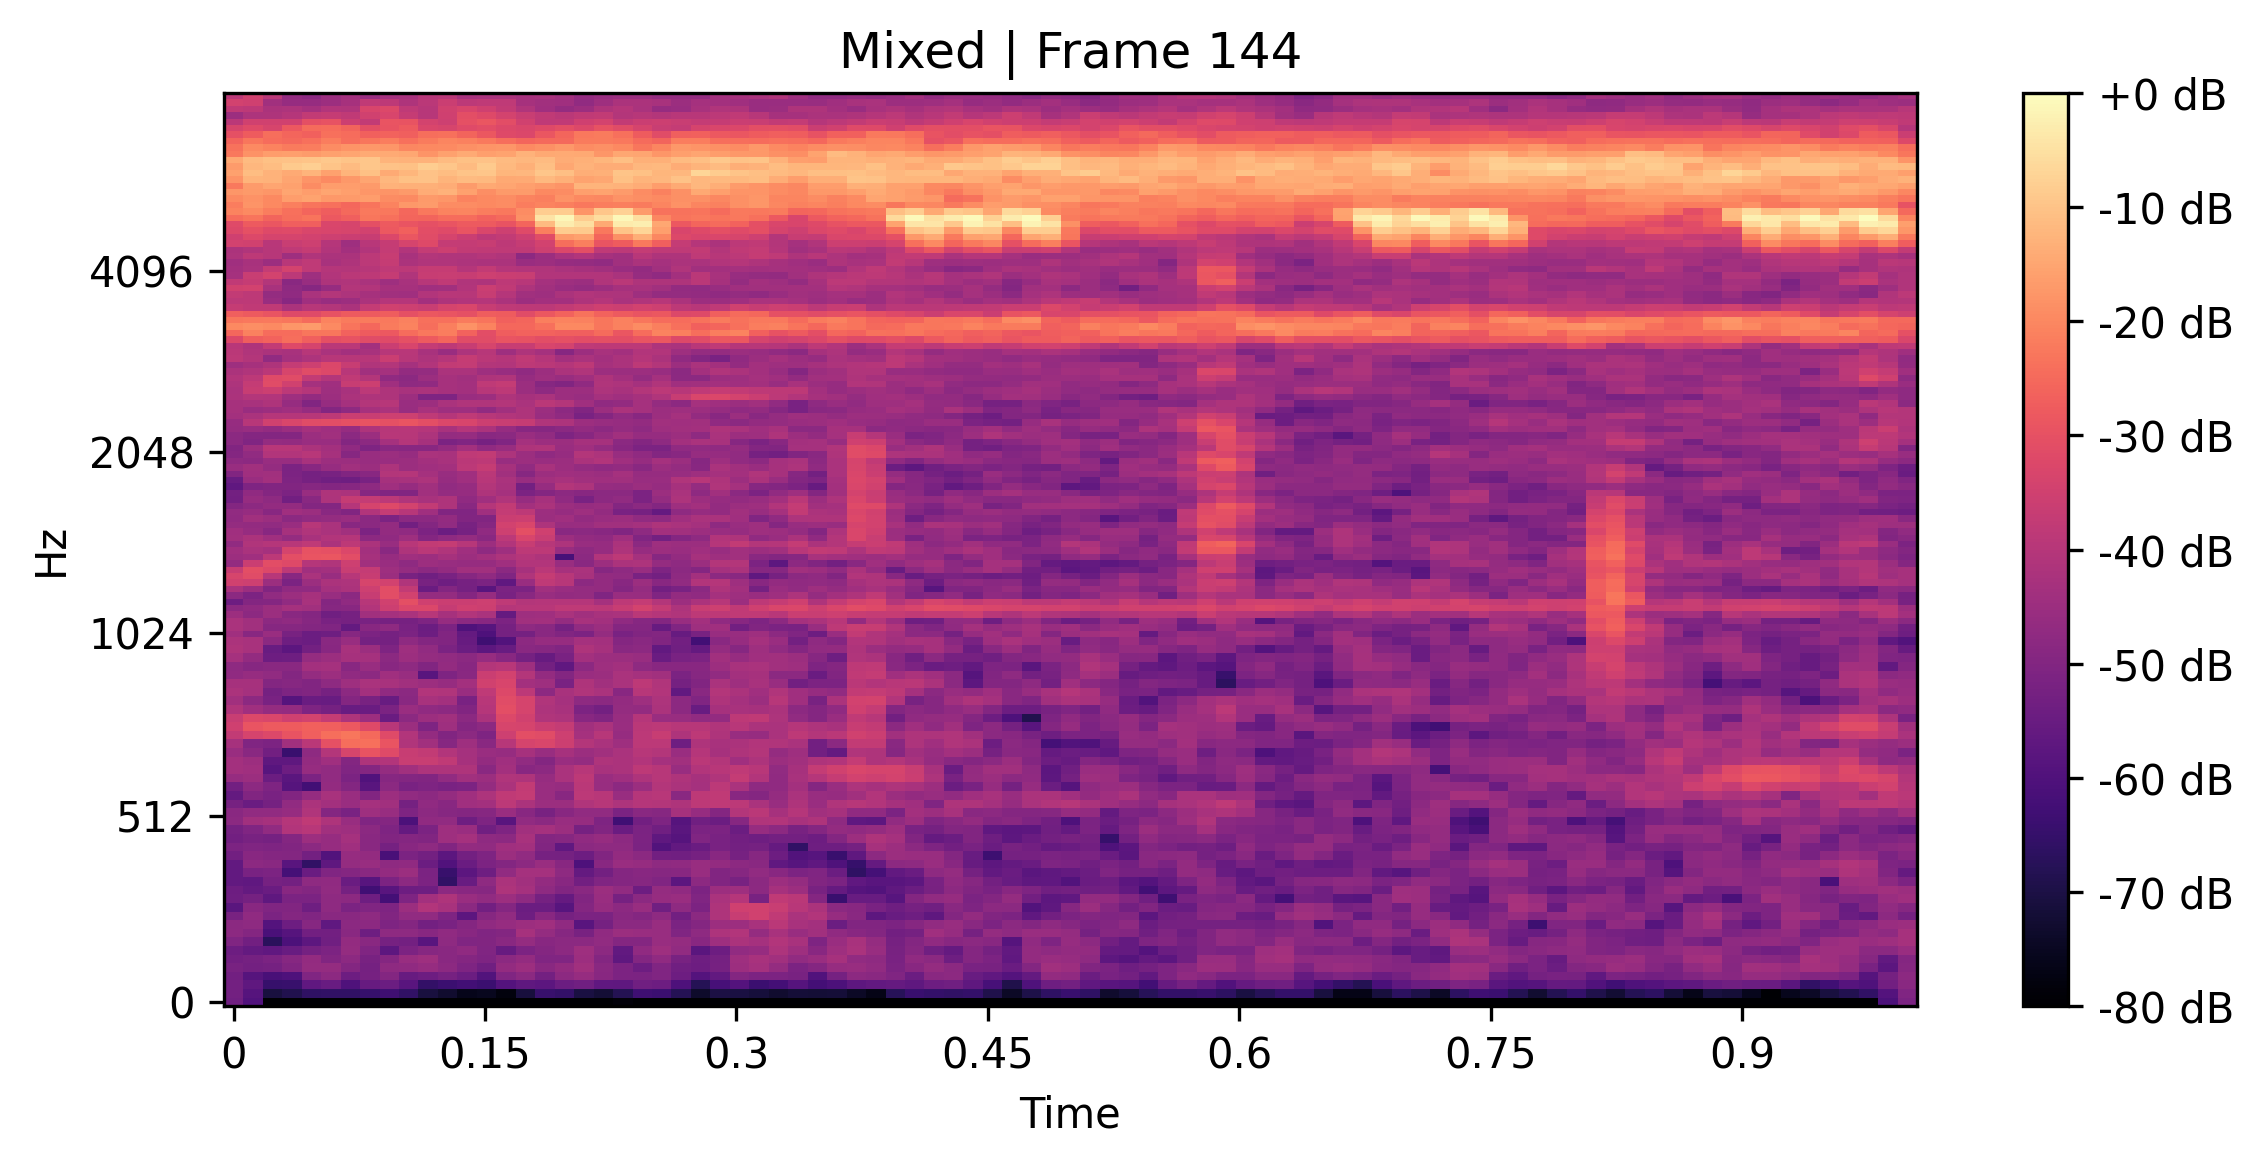 Mixed | Frame 144
Hz
4096
2048
1024
512
0
0 0.15 0.3 0.45 0.6 0.75 0.9
Time
+0 dB
-10 dB
-20 dB
-30 dB
-40 dB
-50 dB
-60 dB
-70 dB
-80 dB